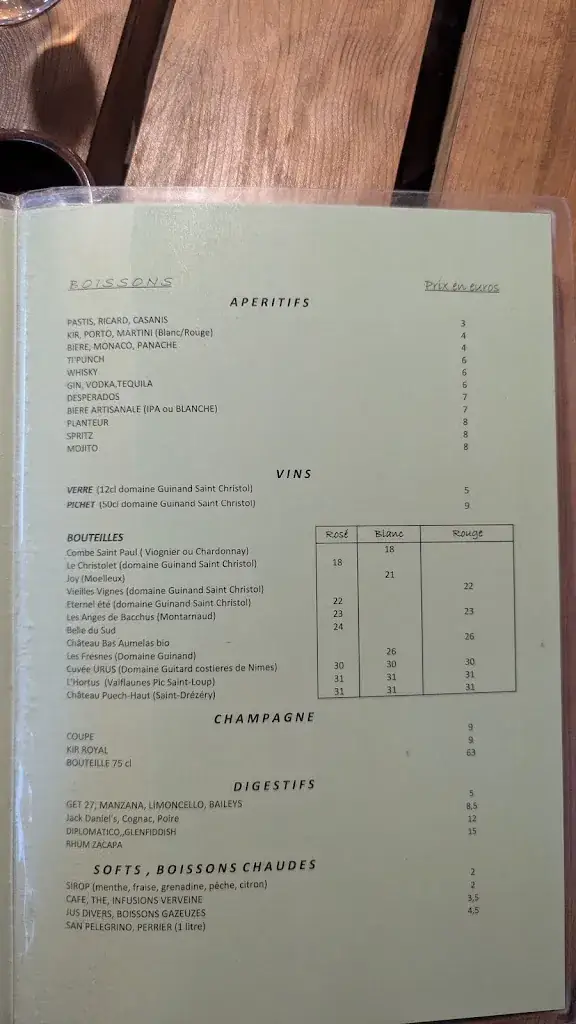 BOISSONS Prix en euros
APERITIFS
PASTIS, RICARD, CASANIS 3
KIR, PORTO, MARTINI (Blanc/Rouge) 4
BIERE, MONACO, PANACHE 4
TI'PUNCH 6
WHISKY 6
GIN, VODKA,TEQUILA 6
DESPERADOS 7
BIERE ARTISANALE (IPA ou BLANCHE) 7
PLANTEUR 8
SPRITZ 8
MOJITO 8
VINS
VERRE (12cl domaine Guinand Saint Christol) 5
PICHET (50cl domaine Guinand Saint Christol) 9
BOUTEILLES Rosé Blanc Rouge
Combe Saint Paul ( Viognier ou Chardonnay) 18
Le Christolet (domaine Guinand Saint Christol) 18
Joy (Moelleux) 21
Vieilles Vignes (domaine Guinand Saint Christol) 22
Eternel été (domaine Guinand Saint Christol) 22
Les Anges de Bacchus (Montarnaud) 23 23
Belle du Sud 24
Château Bas Aumelas bio 26
Les Fresnes (Domaine Guinand) 26
Cuvée URUS (Domaine Guitard costieres de Nimes) 30 30 30
L'Hortus (Valflaunes Pic Saint-Loup) 31 31 31
Château Puech-Haut (Saint-Drézéry) 31 31 31
CHAMPAGNE
COUPE 9
KIR ROYAL 9
BOUTEILLE 75 cl 63
DIGESTIFS
GET 27, MANZANA, LIMONCELLO, BAILEYS 5
Jack Daniel's, Cognac, Poire 8,5
DIPLOMATICO,,GLENFIDOISH 12
RHUM ZACAPA 15
SOFTS , BOISSONS CHAUDES
SIROP (menthe, fraise, grenadine, pêche, citron) 2
CAFE, THE, INFUSIONS VERVEINE 2
JUS DIVERS, BOISSONS GAZEUZES 3,5
SAN PELEGRINO, PERRIER (1 litre) 4,5